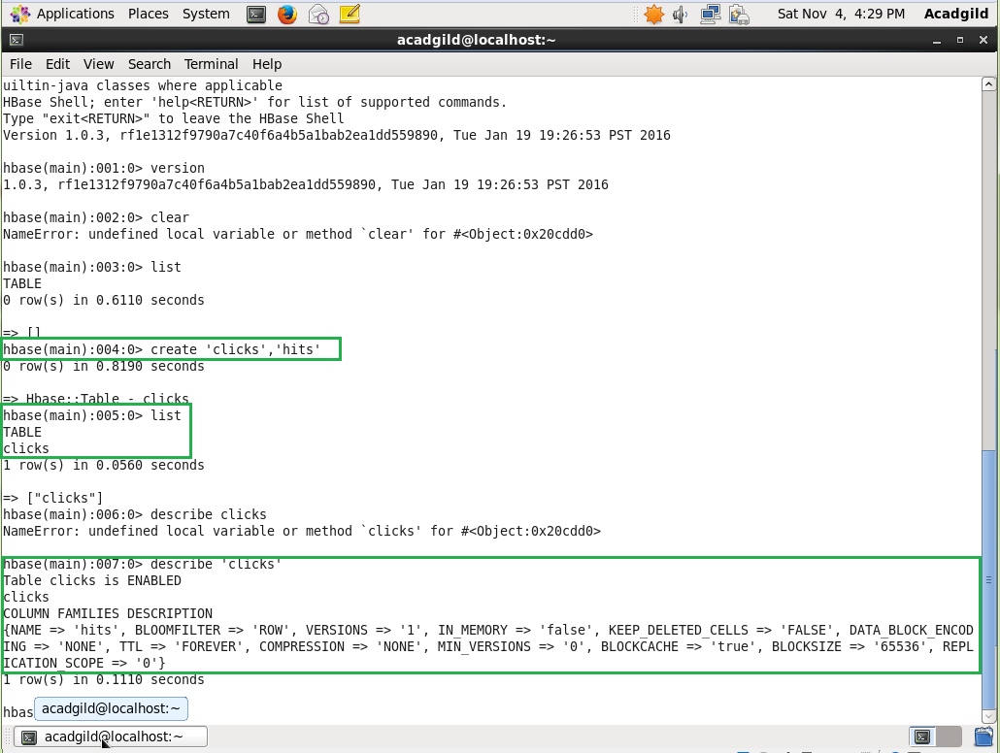 Applications Places System Sat Nov 4, 4:29 PM Acadgild
acadgild@localhost:~
File Edit View Search Terminal Help
uiltin-java classes where applicable
HBase Shell; enter 'help<RETURN>' for list of supported commands.
Type "exit<RETURN>" to leave the HBase Shell
Version 1.0.3, rf1e1312f9790a7c40f6a4b5a1bab2ea1dd559890, Tue Jan 19 19:26:53 PST 2016
hbase(main):001:0> version
1.0.3, rf1e1312f9790a7c40f6a4b5a1bab2ea1dd559890, Tue Jan 19 19:26:53 PST 2016
hbase(main):002:0> clear
NameError: undefined local variable or method `clear' for #<Object:0x20cdd0>
hbase(main):003:0> list
TABLE
0 row(s) in 0.6110 seconds
=> []
hbase(main):004:0> create 'clicks','hits'
0 row(s) in 0.8190 seconds
=> Hbase::Table - clicks
hbase(main):005:0> list
TABLE
clicks
1 row(s) in 0.0560 seconds
=> ["clicks"]
hbase(main):006:0> describe clicks
NameError: undefined local variable or method `clicks' for #<Object:0x20cdd0>
hbase(main):007:0> describe 'clicks'
Table clicks is ENABLED
clicks
COLUMN FAMILIES DESCRIPTION
{NAME => 'hits', BLOOMFILTER => 'ROW', VERSIONS => '1', IN_MEMORY => 'false', KEEP_DELETED_CELLS => 'FALSE', DATA_BLOCK_ENCOD
ING => 'NONE', TTL => 'FOREVER', COMPRESSION => 'NONE', MIN_VERSIONS => '0', BLOCKCACHE => 'true', BLOCKSIZE => '65536', REPL
ICATION_SCOPE => '0'}
1 row(s) in 0.1110 seconds
hbas
acadgild@localhost:~
acadgild@localhost:~